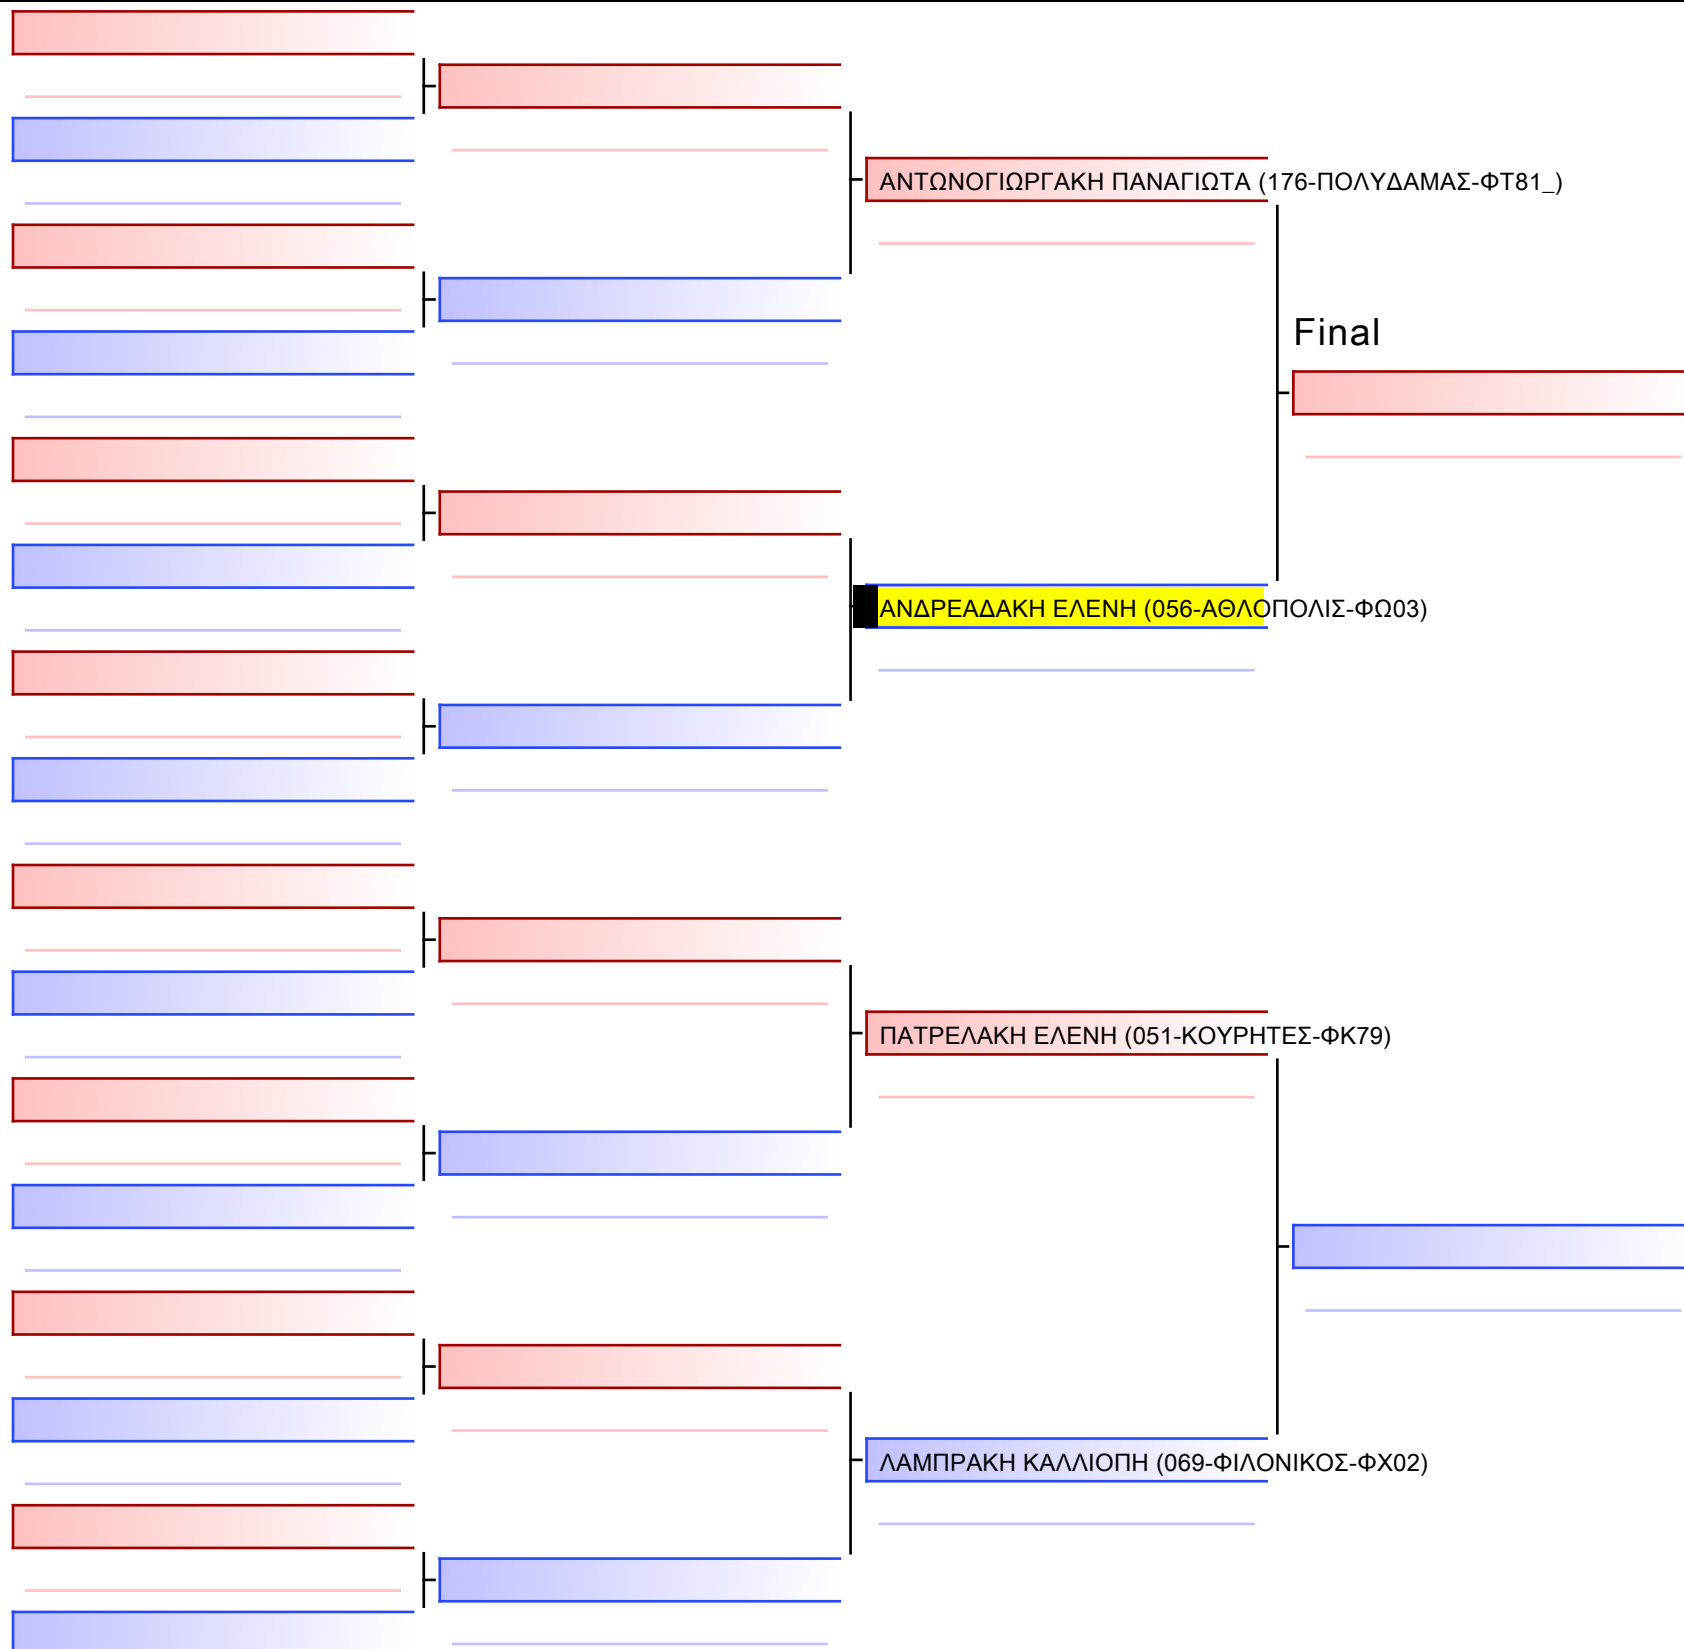 ΑΝΤΩΝΟΓΙΩΡΓΑΚΗ ΠΑΝΑΓΙΩΤΑ (176-ΠΟΛΥΔΑΜΑΣ-ΦΤ81_)
Final
ΑΝΔΡΕΑΔΑΚΗ ΕΛΕΝΗ (056-ΑΘΛΟΠΟΛΙΣ-ΦΩ03)
ΠΑΤΡΕΛΑΚΗ ΕΛΕΝΗ (051-ΚΟΥΡΗΤΕΣ-ΦΚ79)
ΛΑΜΠΡΑΚΗ ΚΑΛΛΙΟΠΗ (069-ΦΙΛΟΝΙΚΟΣ-ΦΧ02)